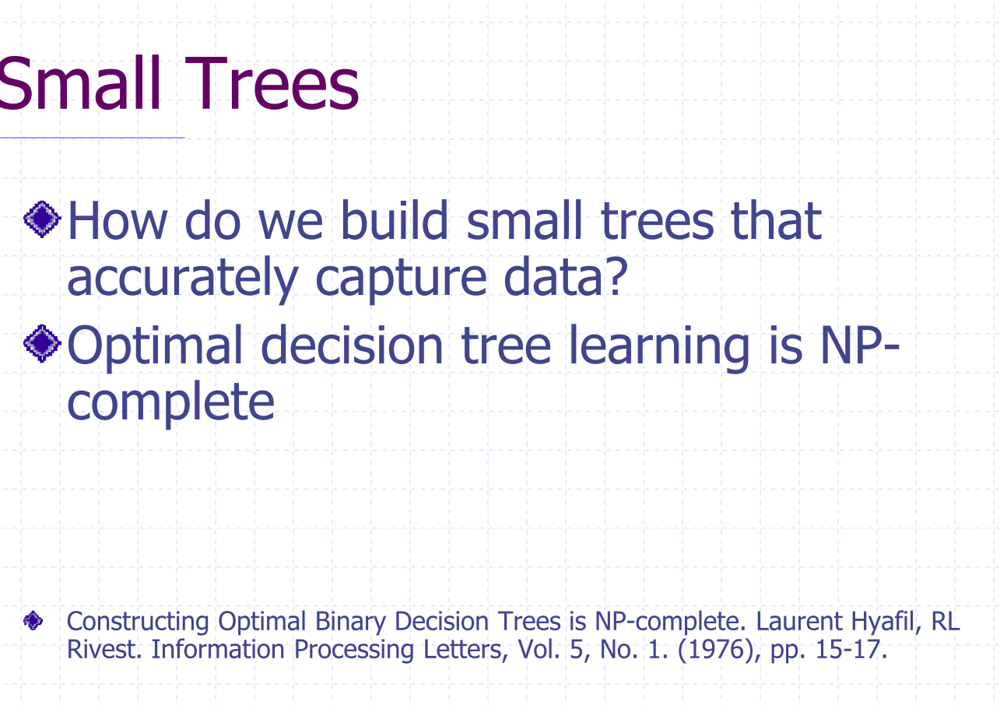 Small Trees
How do we build small trees that
accurately capture data?
Optimal decision tree learning is NP-
complete
Constructing Optimal Binary Decision Trees is NP-complete. Laurent Hyafil, RL
Rivest. Information Processing Letters, Vol. 5, No. 1. (1976), pp. 15-17.